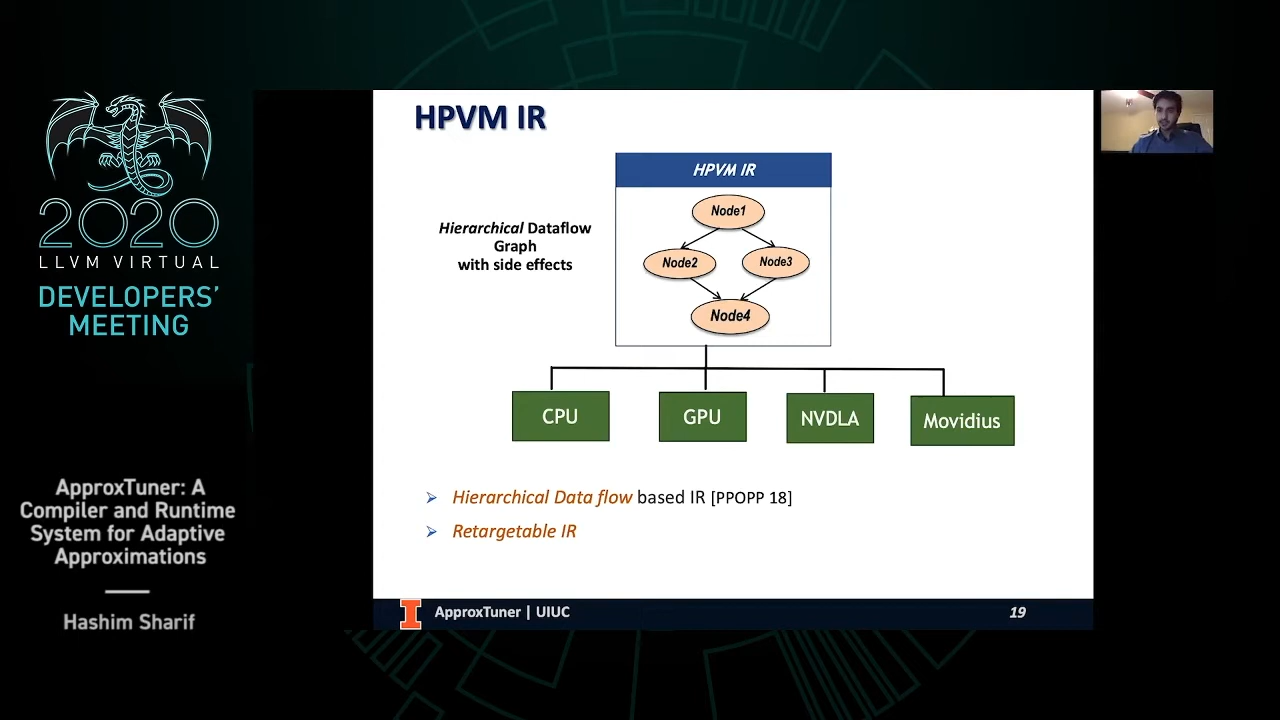 2020
LLVM VIRTUAL
DEVELOPERS’
MEETING
ApproxTuner: A
Compiler and Runtime
System for Adaptive
Approximations
Hashim Sharif
HPVM IR
Hierarchical Dataflow
Graph
with side effects
HPVM IR
Node1
Node2
Node3
Node4
CPU
GPU
NVDLA
Movidius
➢ Hierarchical Data flow based IR [PPOPP 18]
➢ Retargetable IR
I
ApproxTuner | UIUC
19